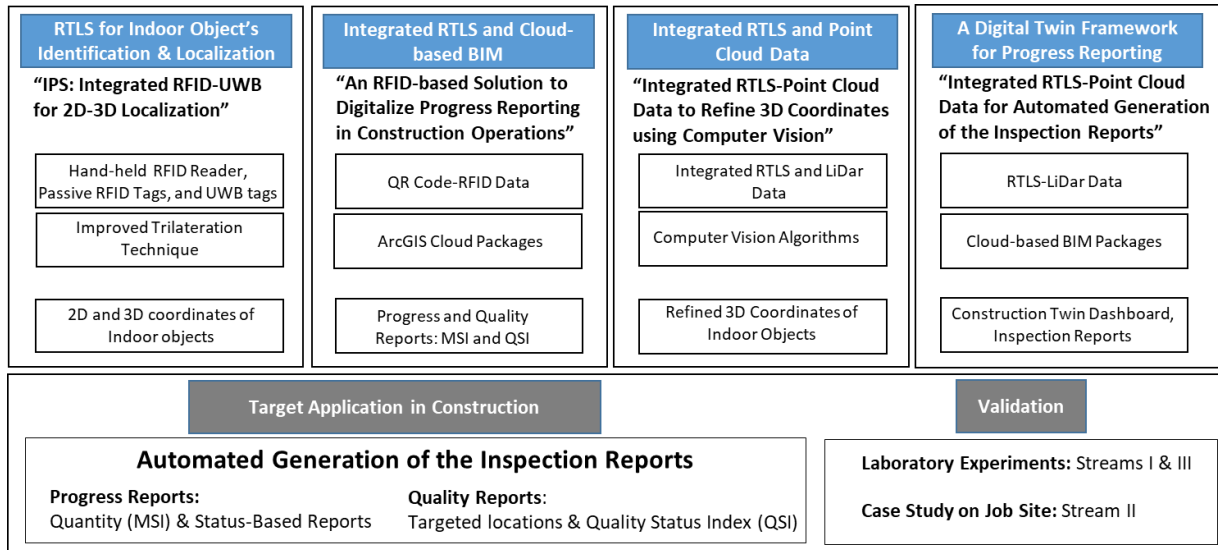 RTLS for Indoor Object's
Identification & Localization
"IPS: Integrated RFID-UWB
for 2D-3D Localization"
Hand-held RFID Reader,
Passive RFID Tags, and UWB tags
Improved Trilateration
Technique
2D and 3D coordinates of
Indoor objects
Integrated RTLS and Cloud-
based BIM
"An RFID-based Solution to
Digitalize Progress Reporting
in Construction Operations"
QR Code-RFID Data
ArcGIS Cloud Packages
Progress and Quality
Reports: MSI and QSI
Integrated RTLS and Point
Cloud Data
"Integrated RTLS-Point Cloud
Data to Refine 3D Coordinates
using Computer Vision"
Integrated RTLS and LiDar
Data
Computer Vision Algorithms
Refined 3D Coordinates of
Indoor Objects
A Digital Twin Framework
for Progress Reporting
"Integrated RTLS-Point Cloud
Data for Automated Generation
of the Inspection Reports"
RTLS-LiDar Data
Cloud-based BIM Packages
Construction Twin Dashboard,
Inspection Reports
Target Application in Construction
Automated Generation of the Inspection Reports
Progress Reports:
Quantity (MSI) & Status-Based Reports
Quality Reports:
Targeted locations & Quality Status Index (QSI)
Validation
Laboratory Experiments: Streams I & III
Case Study on Job Site: Stream II